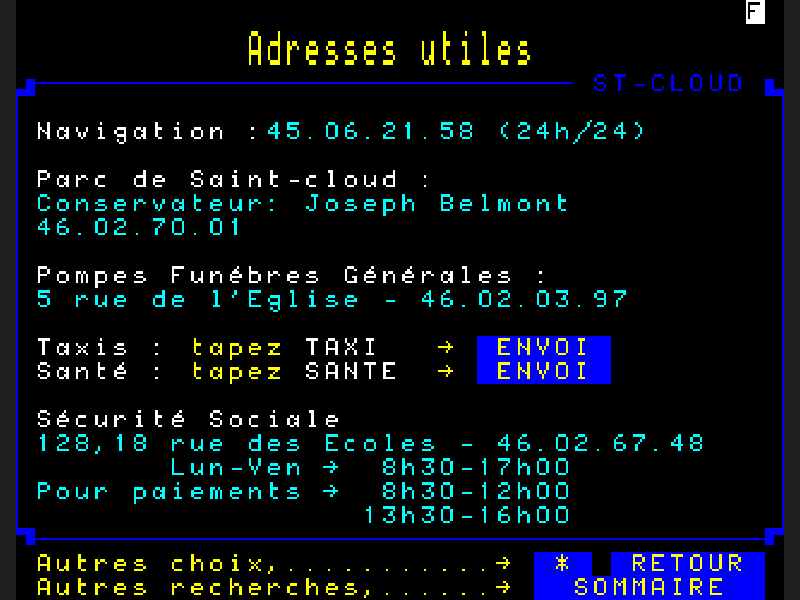 F
Adresses utiles
ST-CLOUD
Navigation :45.06.21.58 (24h/24)
Parc de Saint-cloud :
Conservateur: Joseph Belmont
46.02.70.01
Pompes Funébres Générales :
5 rue de l'Eglise - 46.02.03.97
Taxis : tapez TAXI → ENVOI
Santé : tapez SANTE → ENVOI
Sécurité Sociale
128,18 rue des Ecoles - 46.02.67.48
Lun-Ven → 8h30-17h00
Pour paiements → 8h30-12h00
13h30-16h00
Autres choix,...........→ * RETOUR
Autres recherches,......→ SOMMAIRE